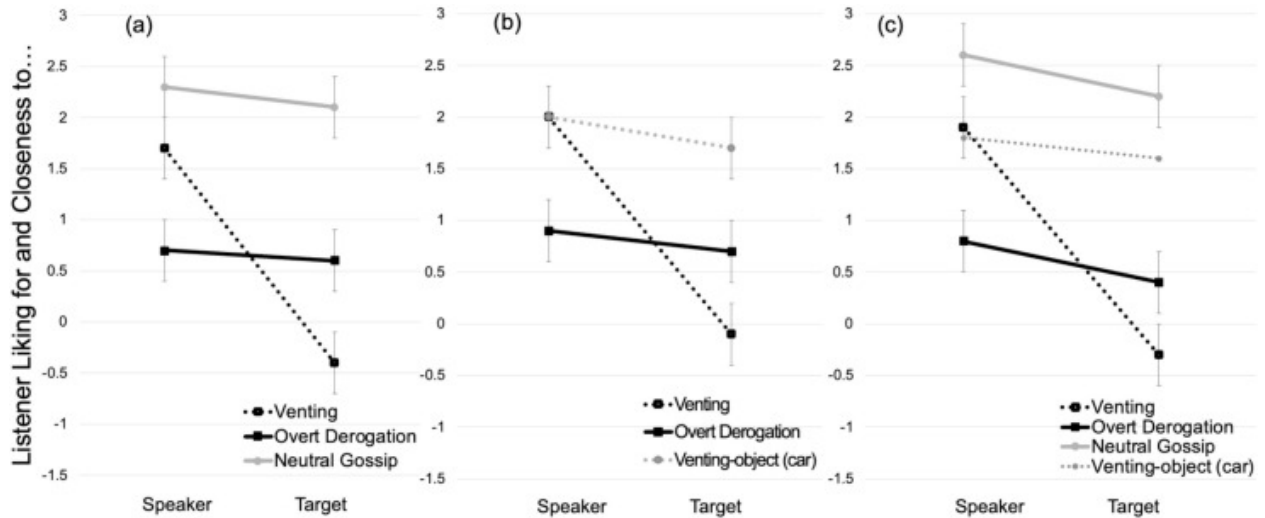 Listener Liking for and Closeness to...
(a)
3
2.5
2
1.5
1
0.5
0
-0.5
-1
-1.5
Venting
Overt Derogation
Neutral Gossip
Speaker Target
(b)
3
2.5
2
1.5
1
0.5
0
-0.5
-1
-1.5
Venting
Overt Derogation
Venting-object (car)
Speaker Target
(c)
3
2.5
2
1.5
1
0.5
0
-0.5
-1
-1.5
Venting
Overt Derogation
Neutral Gossip
Venting-object (car)
Speaker Target